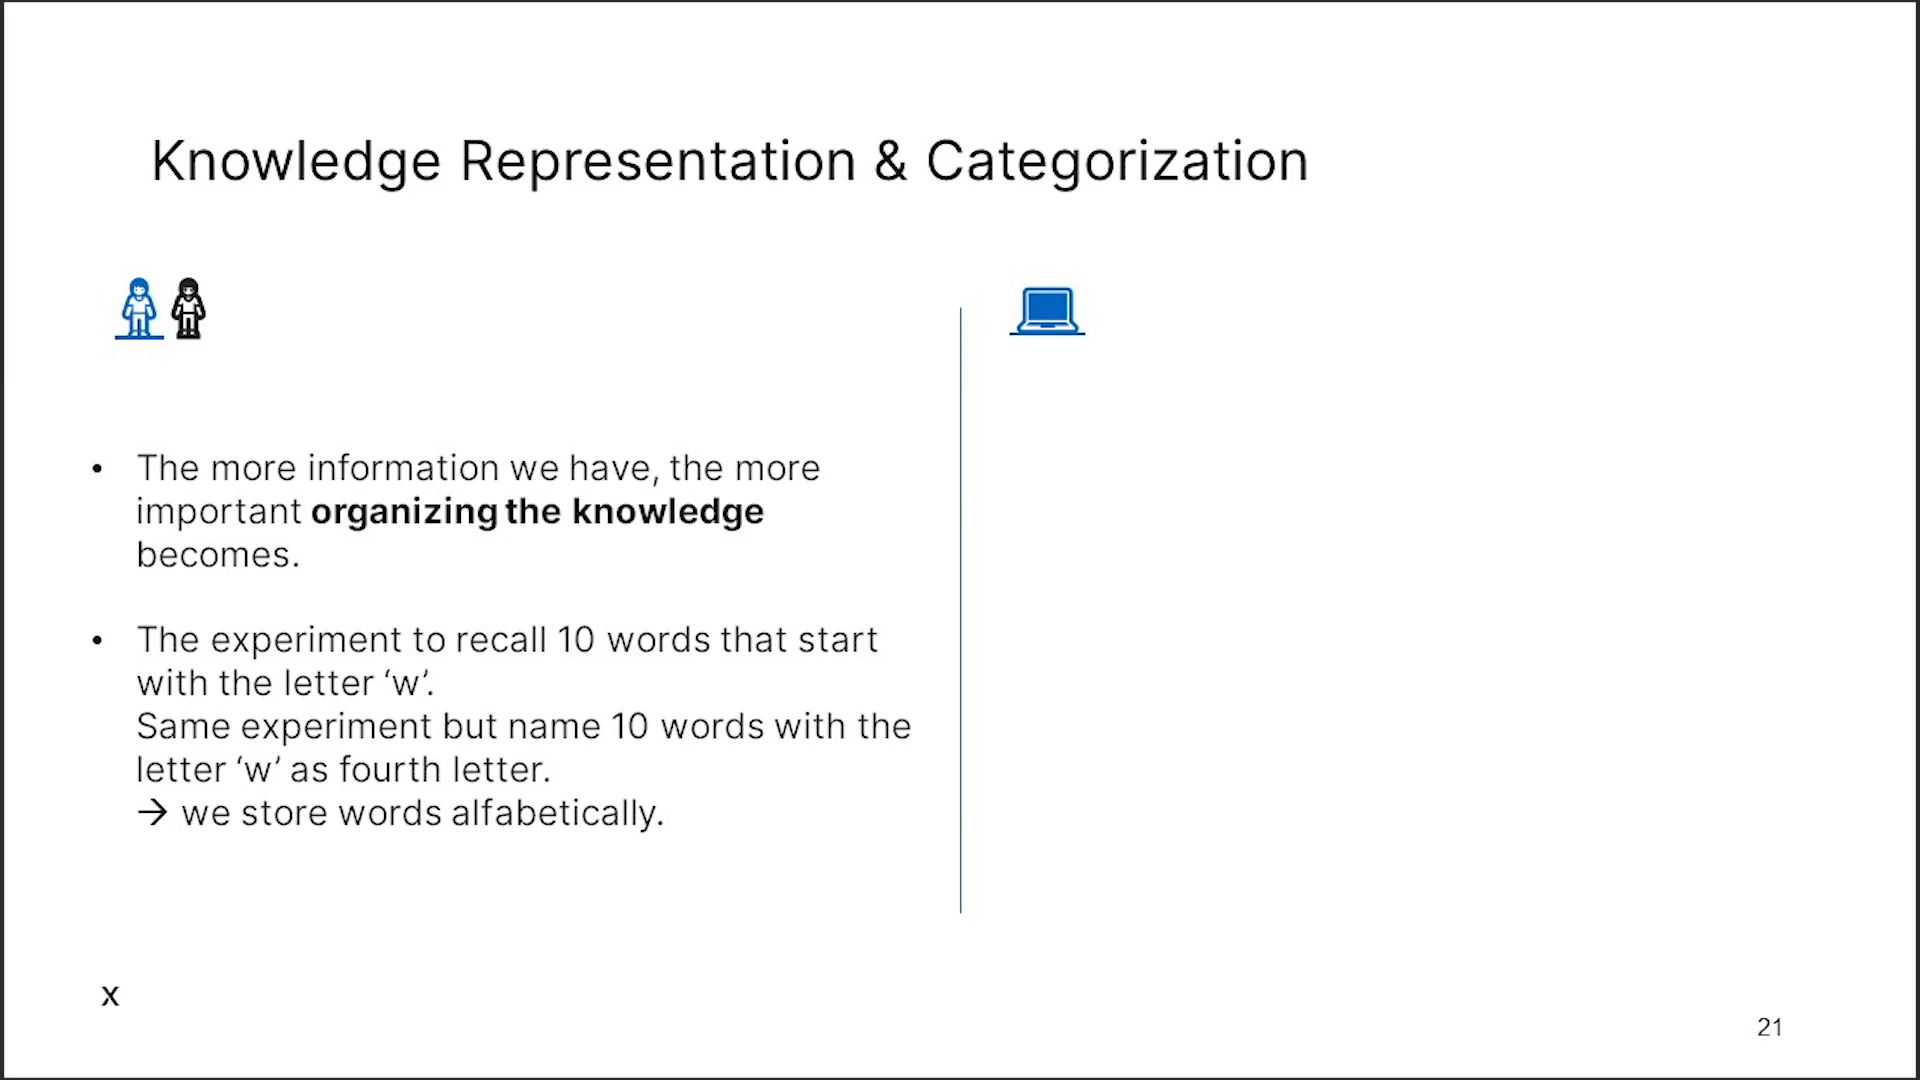 Knowledge Representation & Categorization
• The more information we have, the more
important organizing the knowledge
becomes.
• The experiment to recall 10 words that start
with the letter ‘w’.
Same experiment but name 10 words with the
letter ‘w’ as fourth letter.
→ we store words alfabetically.
x
21